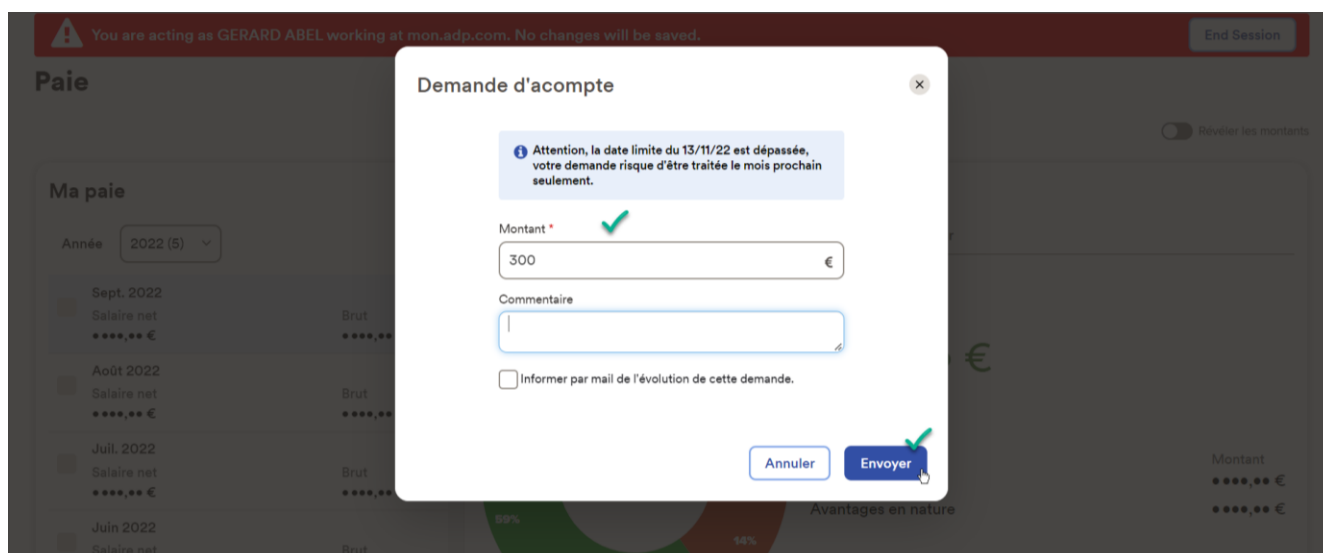 You are acting as GERARD ABEL working at mon.adp.com. No changes will be saved.
End Session
Paie
Révéler les montants
Ma paie
Année
2022 (5)
Sept. 2022
Salaire net
Brut
••••,•• €
••••,••
Août 2022
Salaire net
Brut
••••,•• €
••••,••
Juil. 2022
Salaire net
Brut
••••,•• €
••••,••
Juin 2022
Salaire net
Brut
Demande d'acompte
Attention, la date limite du 13/11/22 est dépassée,
votre demande risque d'être traitée le mois prochain
seulement.
Montant *
300
€
Commentaire
Informer par mail de l'évolution de cette demande.
Annuler
Envoyer
€
Montant
••••,•• €
Avantages en nature
••••,•• €
59%
14%